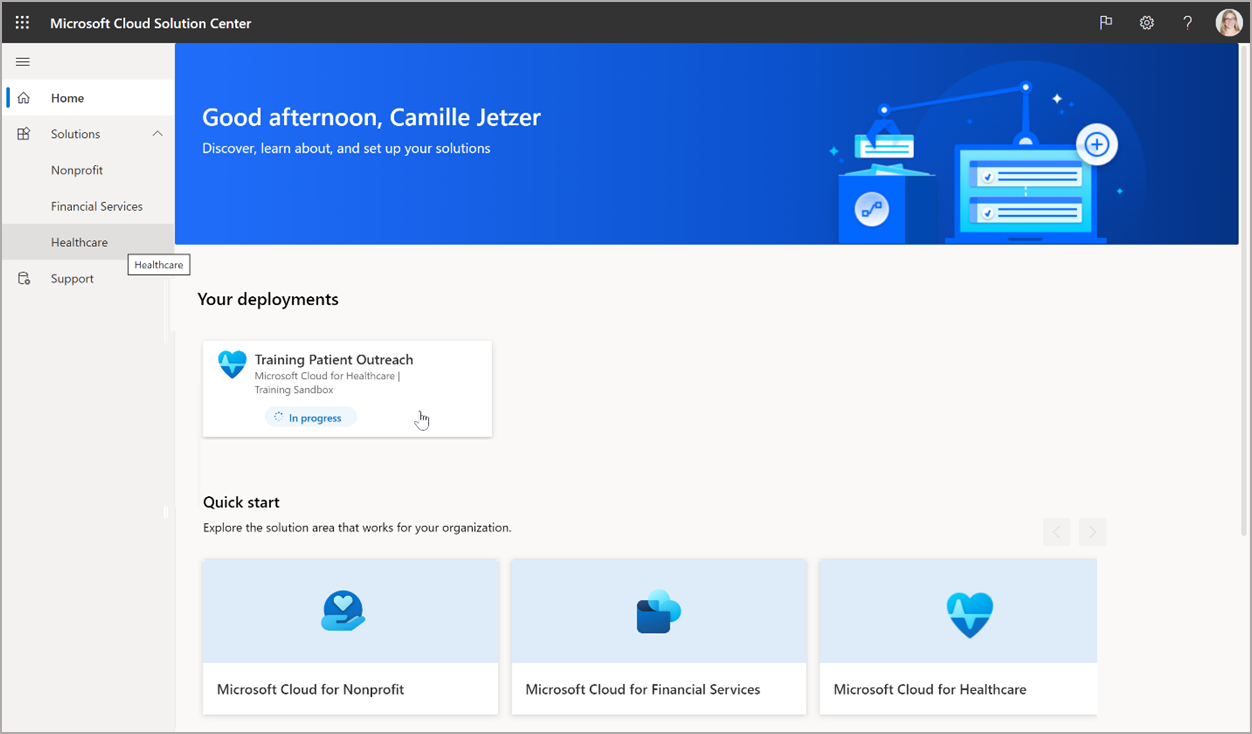 Microsoft Cloud Solution Center
?
Home
Solutions
Nonprofit
Financial Services
Healthcare
Healthcare
Support
Good afternoon, Camille Jetzer
Discover, learn about, and set up your solutions
Your deployments
Training Patient Outreach
Microsoft Cloud for Healthcare |
Training Sandbox
In progress
Quick start
Explore the solution area that works for your organization.
Microsoft Cloud for Nonprofit
Microsoft Cloud for Financial Services
Microsoft Cloud for Healthcare